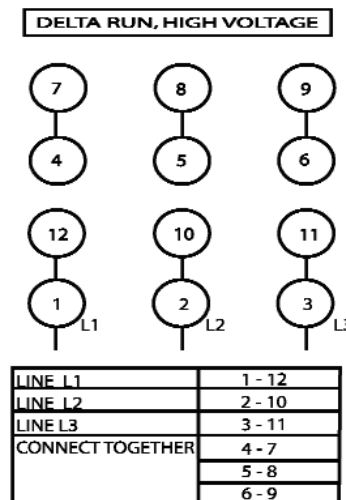 DELTA RUN, HIGH VOLTAGE
7 8 9
4 5 6
12 10 11
1 2 3
L1 L2 L3
LINE L1 1 - 12
LINE L2 2 - 10
LINE L3 3 - 11
CONNECT TOGETHER 4 - 7
5 - 8
6 - 9